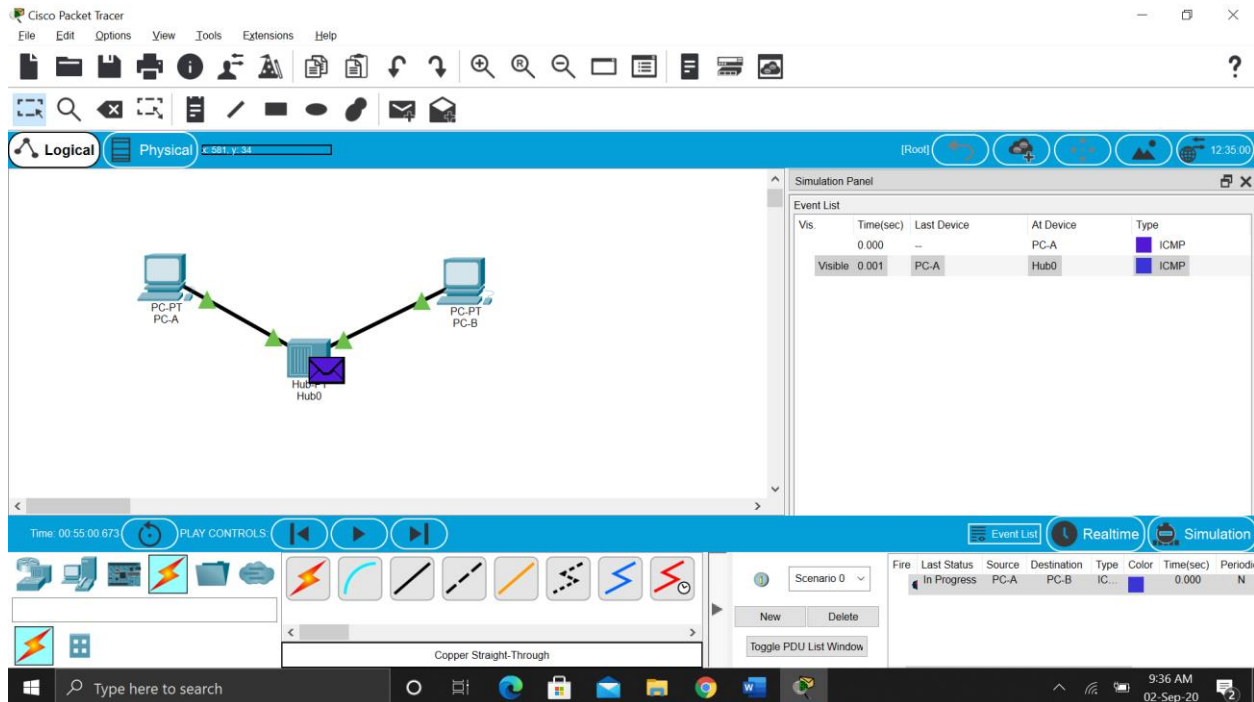 Cisco Packet Tracer
File Edit Options View Tools Extensions Help
?
Logical Physical x: 581, y: 34 [Root] 12:35:00
Simulation Panel
Event List
Vis. Time(sec) Last Device At Device Type
0.000 -- PC-A ICMP
Visible 0.001 PC-A Hub0 ICMP
PC-PT
PC-A
PC-PT
PC-B
Hub-PT
Hub0
Time: 00:55:00.673 PLAY CONTROLS: Event List Realtime Simulation
Scenario 0
New Delete
Toggle PDU List Window
Fire Last Status Source Destination Type Color Time(sec) Periodi
In Progress PC-A PC-B IC... 0.000 N
Copper Straight-Through
Type here to search
9:36 AM
02-Sep-20
2